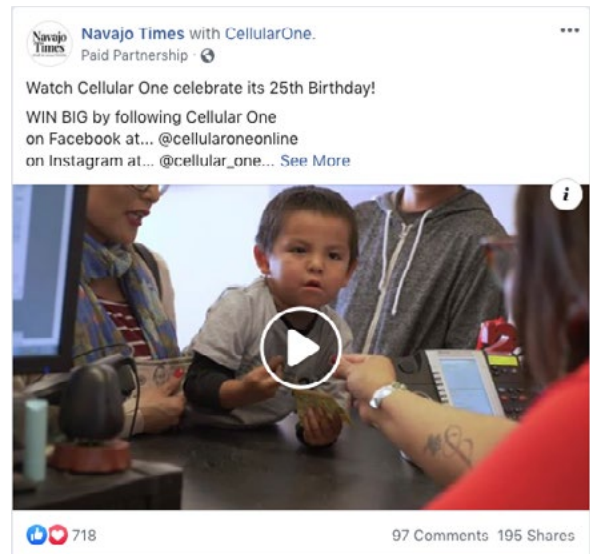 Navajo
Times
Navajo Times with CellularOne.
Paid Partnership ·
Watch Cellular One celebrate its 25th Birthday!
WIN BIG by following Cellular One
on Facebook at... @cellularoneonline
on Instagram at... @cellular_one... See More
i
718
97 Comments 195 Shares